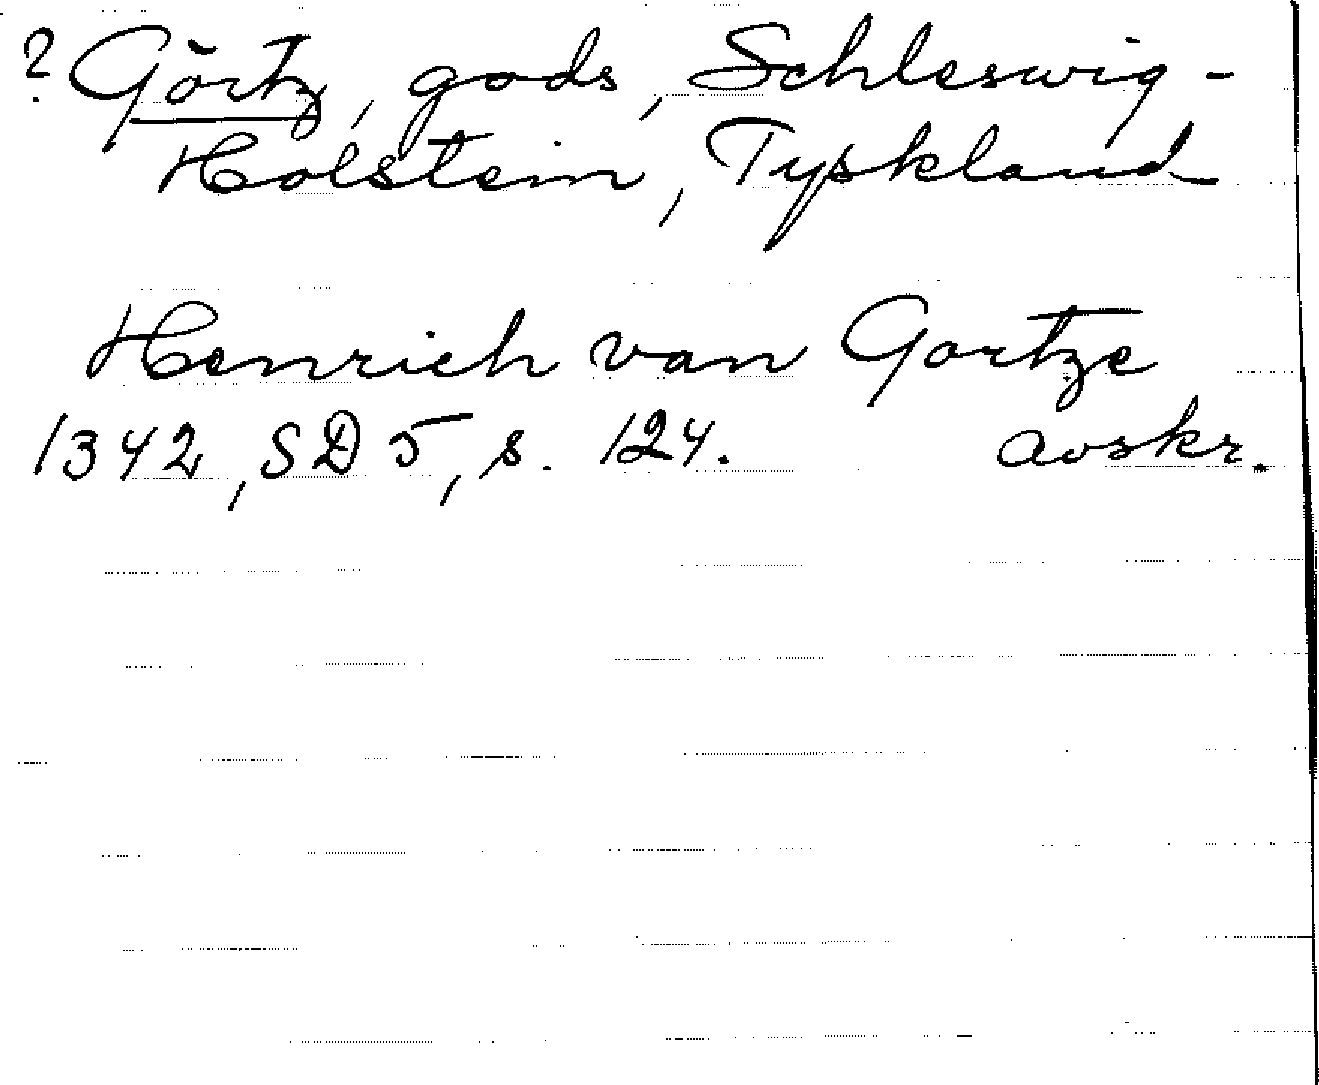 ? Görtz, gods, Schleswig-
Holstein, Tyskland
Henrich van Gortze
1342, SD 5, s. 124. avskr.